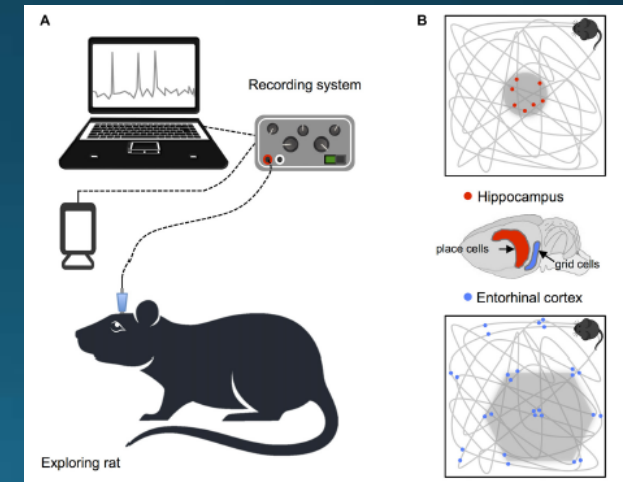 A
B
Recording system
Hippocampus
place cells
grid cells
Entorhinal cortex
Exploring rat